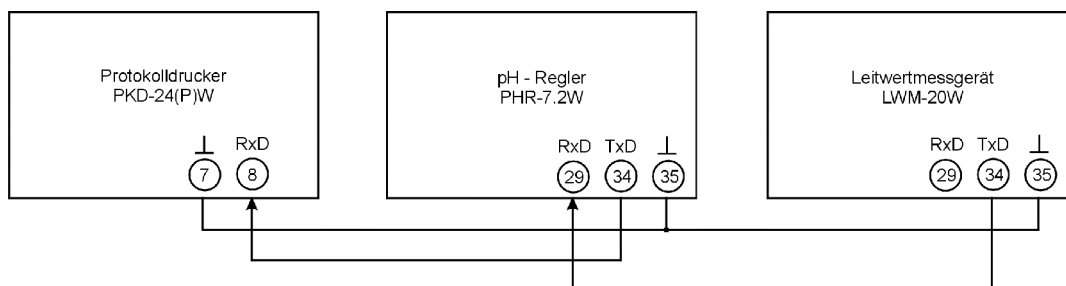 Protokolldrucker
PKD-24(P)W
RxD
7
8
pH - Regler
PHR-7.2W
RxD TxD
29
34
35
Leitwertmessgerät
LWM-20W
RxD TxD
29
34
35